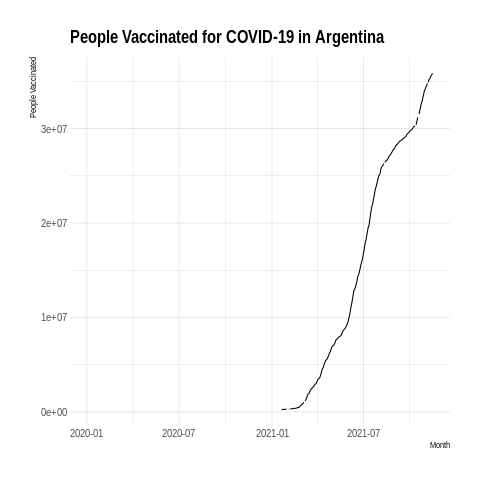 People Vaccinated for COVID-19 in Argentina
People Vaccinated
3e+07
2e+07
1e+07
0e+00
2020-01 2020-07 2021-01 2021-07
Month